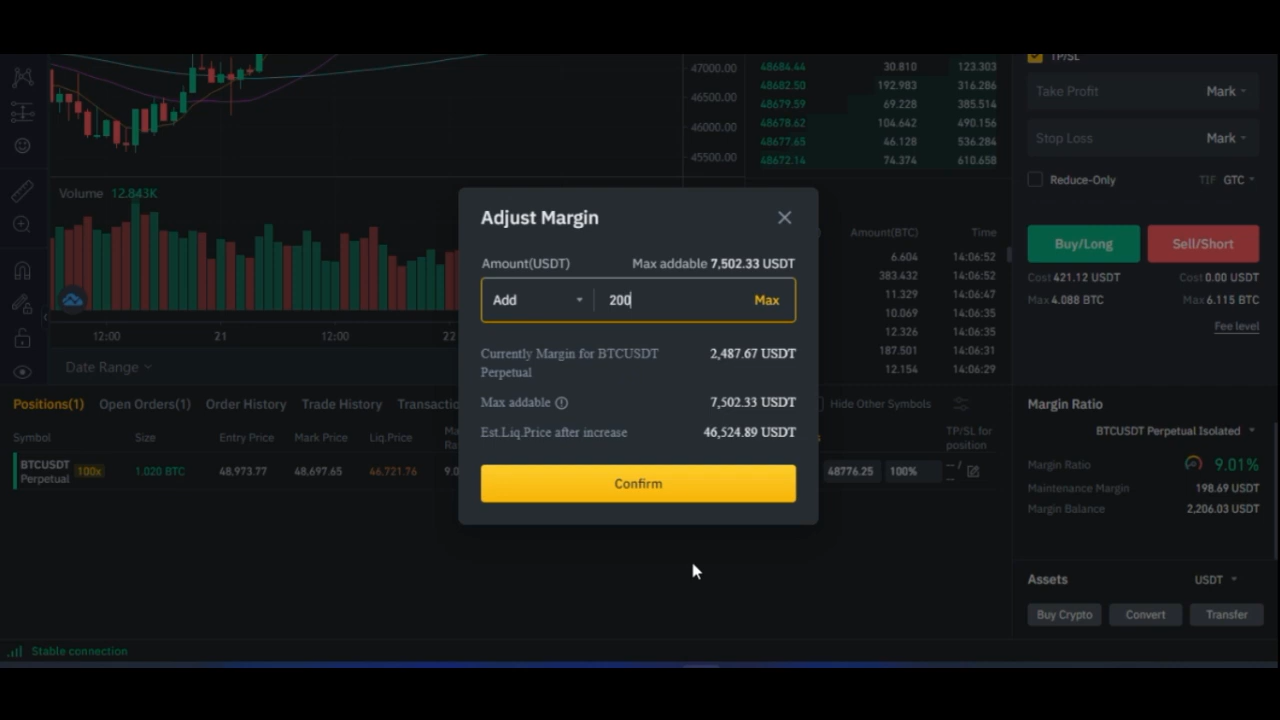 TP/SL
47000.00
46500.00
46000.00
45500.00
48684.44 30.810 123.303
48682.50 192.983 316.286
48679.59 69.228 385.514
48678.62 104.642 490.156
48677.65 46.128 536.284
48672.14 74.374 610.658
Take Profit Mark
Stop Loss Mark
Reduce-Only TIF GTC
Volume 12.843K
Adjust Margin
Amount(USDT) Max addable 7,502.33 USDT
Add 200 Max
Currently Margin for BTCUSDT 2,487.67 USDT
Perpetual
Max addable 7,502.33 USDT
Est.Liq.Price after increase 46,524.89 USDT
Confirm
Amount(BTC) Time
6.604 14:06:52
383.432 14:06:52
11.329 14:06:47
10.069 14:06:35
12.326 14:06:35
187.501 14:06:31
12.154 14:06:29
Buy/Long Sell/Short
Cost 421.12 USDT Cost 0.00 USDT
Max 4.088 BTC Max 6.115 BTC
Fee level
12:00 21 12:00 22
Date Range
Positions(1) Open Orders(1) Order History Trade History Transactio
Hide Other Symbols
Symbol Size Entry Price Mark Price Liq.Price
TP/SL for
position
BTCUSDT 100x 1.020 BTC 48,973.77 48,697.65 46,721.76 9.0
Perpetual
48776.25 100% -- /
--
Margin Ratio
BTCUSDT Perpetual Isolated
Margin Ratio 9.01%
Maintenance Margin 198.69 USDT
Margin Balance 2,206.03 USDT
Assets USDT
Buy Crypto Convert Transfer
Stable connection